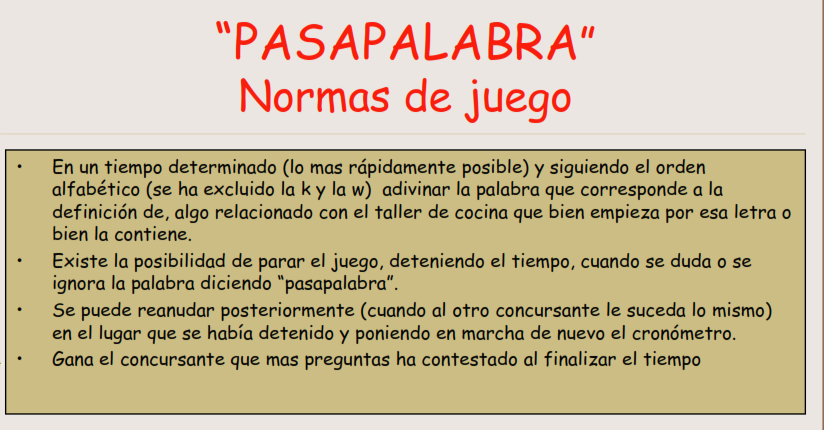 “PASAPALABRA”
Normas de juego
• En un tiempo determinado (lo mas rápidamente posible) y siguiendo el orden
alfabético (se ha excluido la k y la w) adivinar la palabra que corresponde a la
definición de, algo relacionado con el taller de cocina que bien empieza por esa letra o
bien la contiene.
• Existe la posibilidad de parar el juego, deteniendo el tiempo, cuando se duda o se
ignora la palabra diciendo “pasapalabra”.
• Se puede reanudar posteriormente (cuando al otro concursante le suceda lo mismo)
en el lugar que se había detenido y poniendo en marcha de nuevo el cronómetro.
• Gana el concursante que mas preguntas ha contestado al finalizar el tiempo